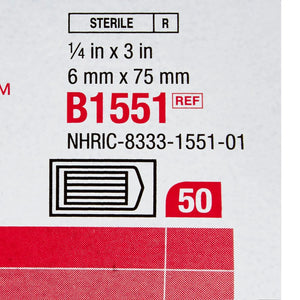 STERILE R
¼ in x 3 in
6 mm x 75 mm
M
B1551 REF
NHRIC-8333-1551-01
50